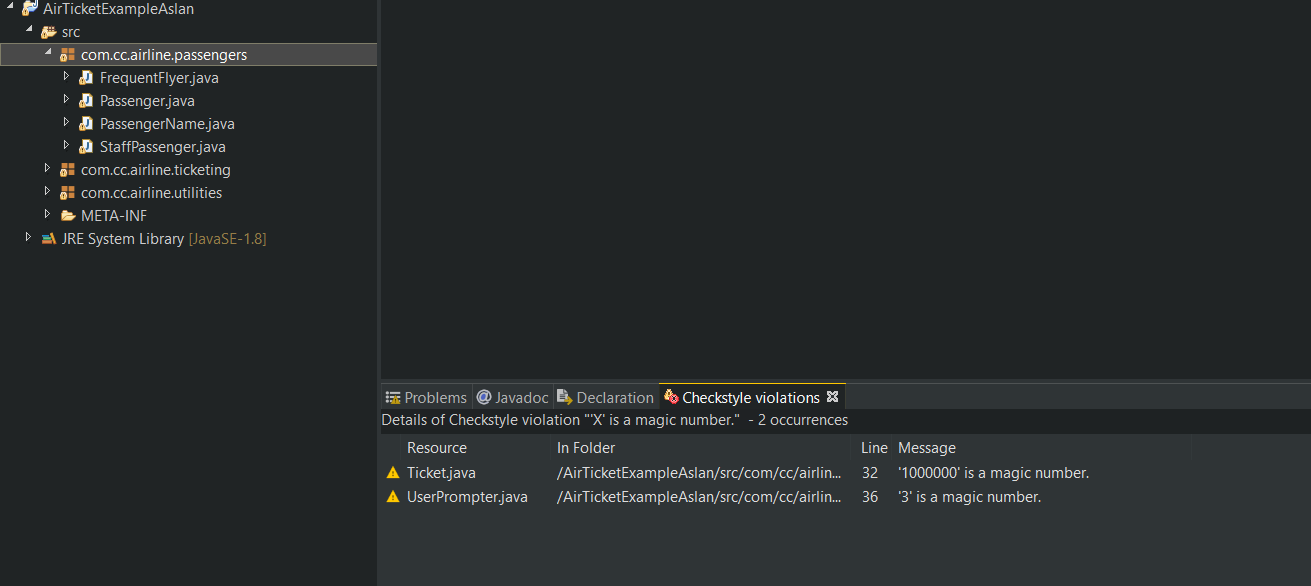 AirTicketExampleAslan
src
com.cc.airline.passengers
FrequentFlyer.java
Passenger.java
PassengerName.java
StaffPassenger.java
com.cc.airline.ticketing
com.cc.airline.utilities
META-INF
JRE System Library [JavaSE-1.8]
Problems @ Javadoc Declaration Checkstyle violations
Details of Checkstyle violation "'X' is a magic number." - 2 occurrences
Resource In Folder Line Message
Ticket.java /AirTicketExampleAslan/src/com/cc/airlin... 32 '1000000' is a magic number.
UserPrompter.java /AirTicketExampleAslan/src/com/cc/airlin... 36 '3' is a magic number.